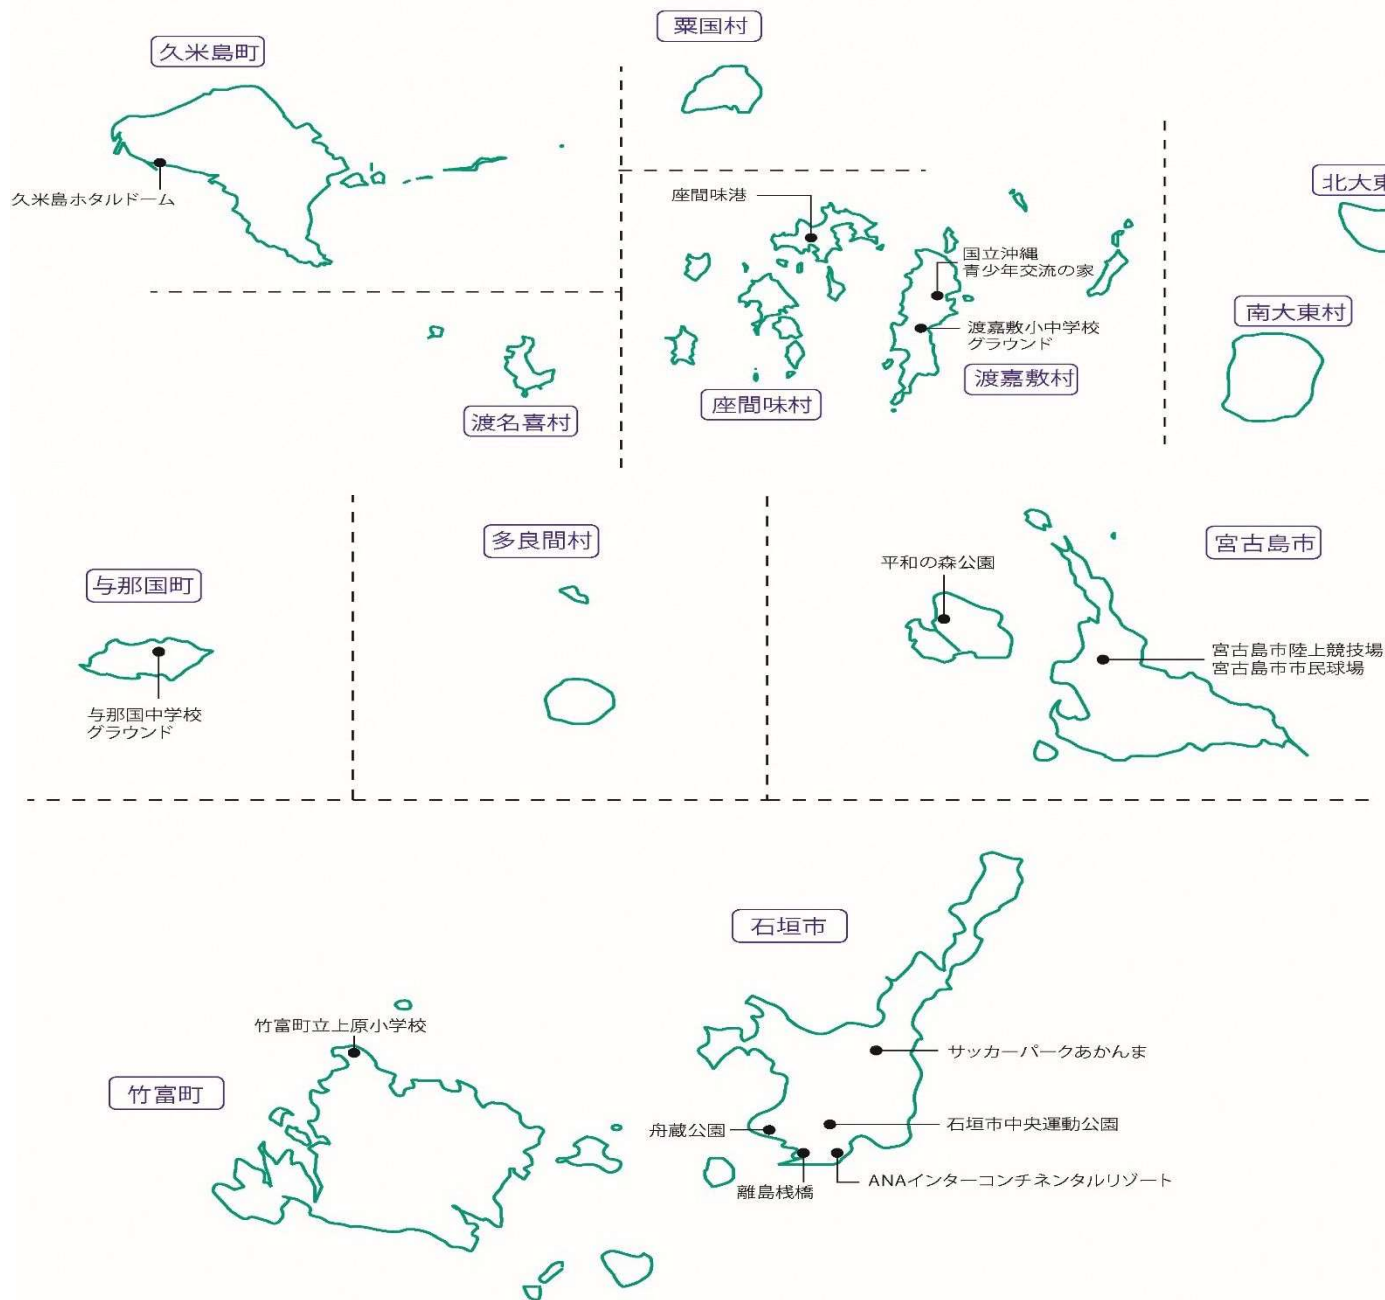 粟国村
久米島町
久米島ホタルドーム
座間味港
北大東
国立沖縄
青少年交流の家
南大東村
渡嘉敷小中学校
グラウンド
渡嘉敷村
座間味村
渡名喜村
多良間村
宮古島市
平和の森公園
与那国町
宮古島市陸上競技場
宮古島市市民球場
与那国中学校
グラウンド
石垣市
竹富町立上原小学校
サッカーパークあかんま
竹富町
石垣市中央運動公園
舟蔵公園
離島桟橋
ANAインターコンチネンタルリゾート